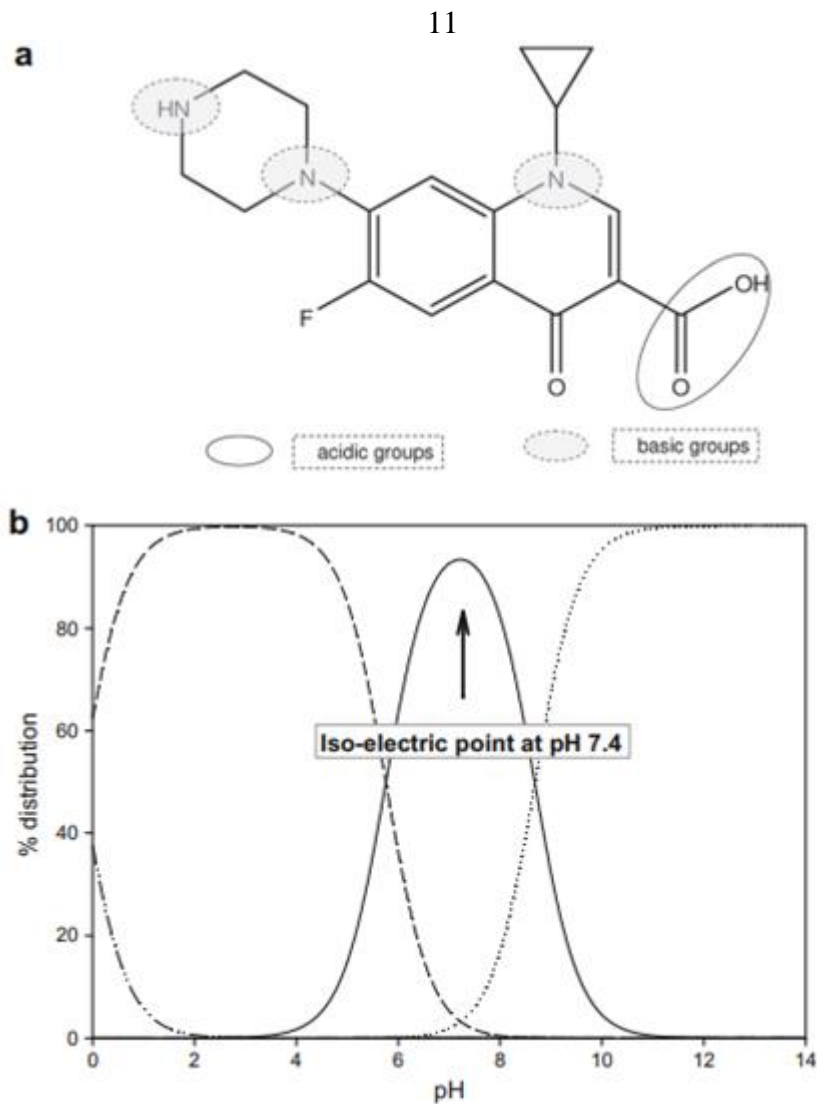 11
a
HN
N
N
F
O
O
OH
acidic groups
basic groups
b
100
80
60
40
20
0
% distribution
Iso-electric point at pH 7.4
0 2 4 6 8 10 12 14
pH